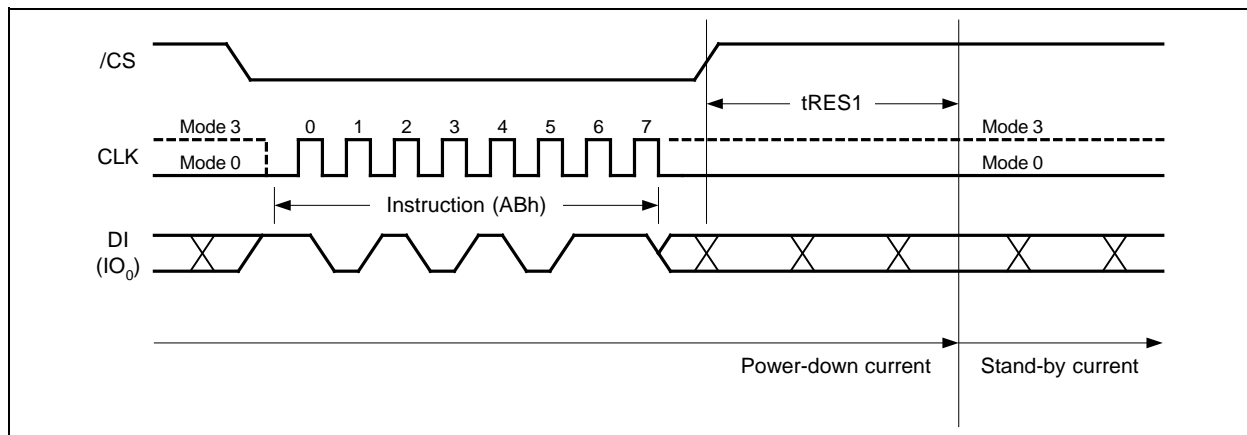 /CS
tRES1
Mode 3 0 1 2 3 4 5 6 7 Mode 3
CLK
Mode 0 Mode 0
Instruction (ABh)
DI
(IO₀)
Power-down current Stand-by current